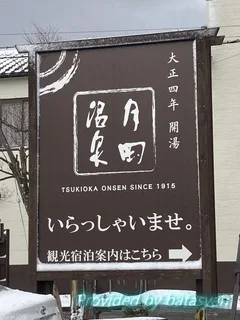 大正四年 開湯
月岡
温泉
TSUKIOKA ONSEN SINCE 1915
いらっしゃいませ。
観光宿泊案内はこちら
Provided by